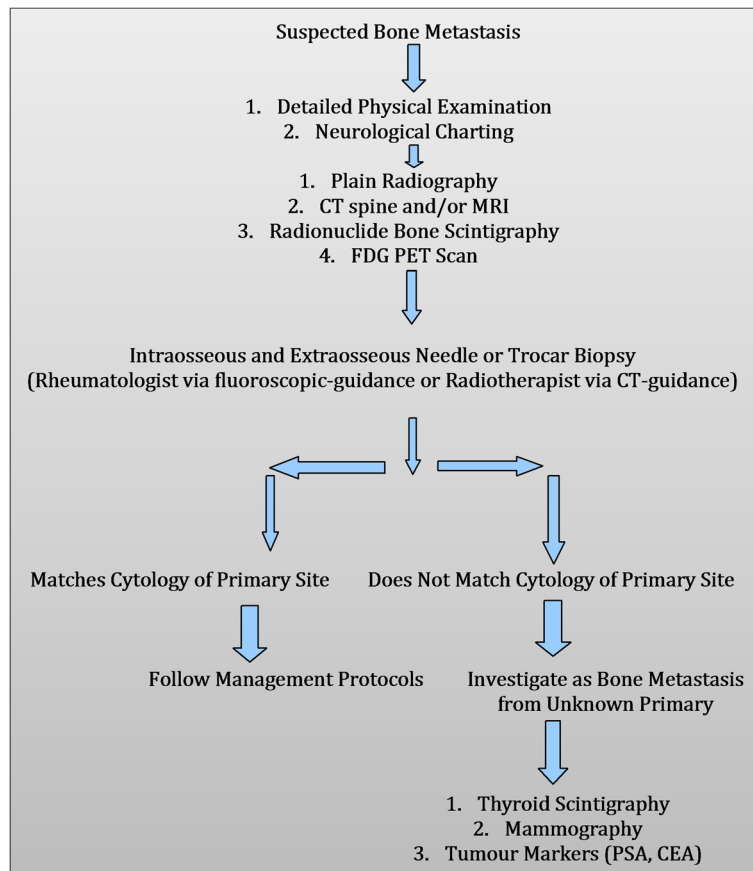 Suspected Bone Metastasis
1. Detailed Physical Examination
2. Neurological Charting
1. Plain Radiography
2. CT spine and/or MRI
3. Radionuclide Bone Scintigraphy
4. FDG PET Scan
Intraosseous and Extraosseous Needle or Trocar Biopsy
(Rheumatologist via fluoroscopic-guidance or Radiotherapist via CT-guidance)
Matches Cytology of Primary Site
Does Not Match Cytology of Primary Site
Follow Management Protocols
Investigate as Bone Metastasis
from Unknown Primary
1. Thyroid Scintigraphy
2. Mammography
3. Tumour Markers (PSA, CEA)